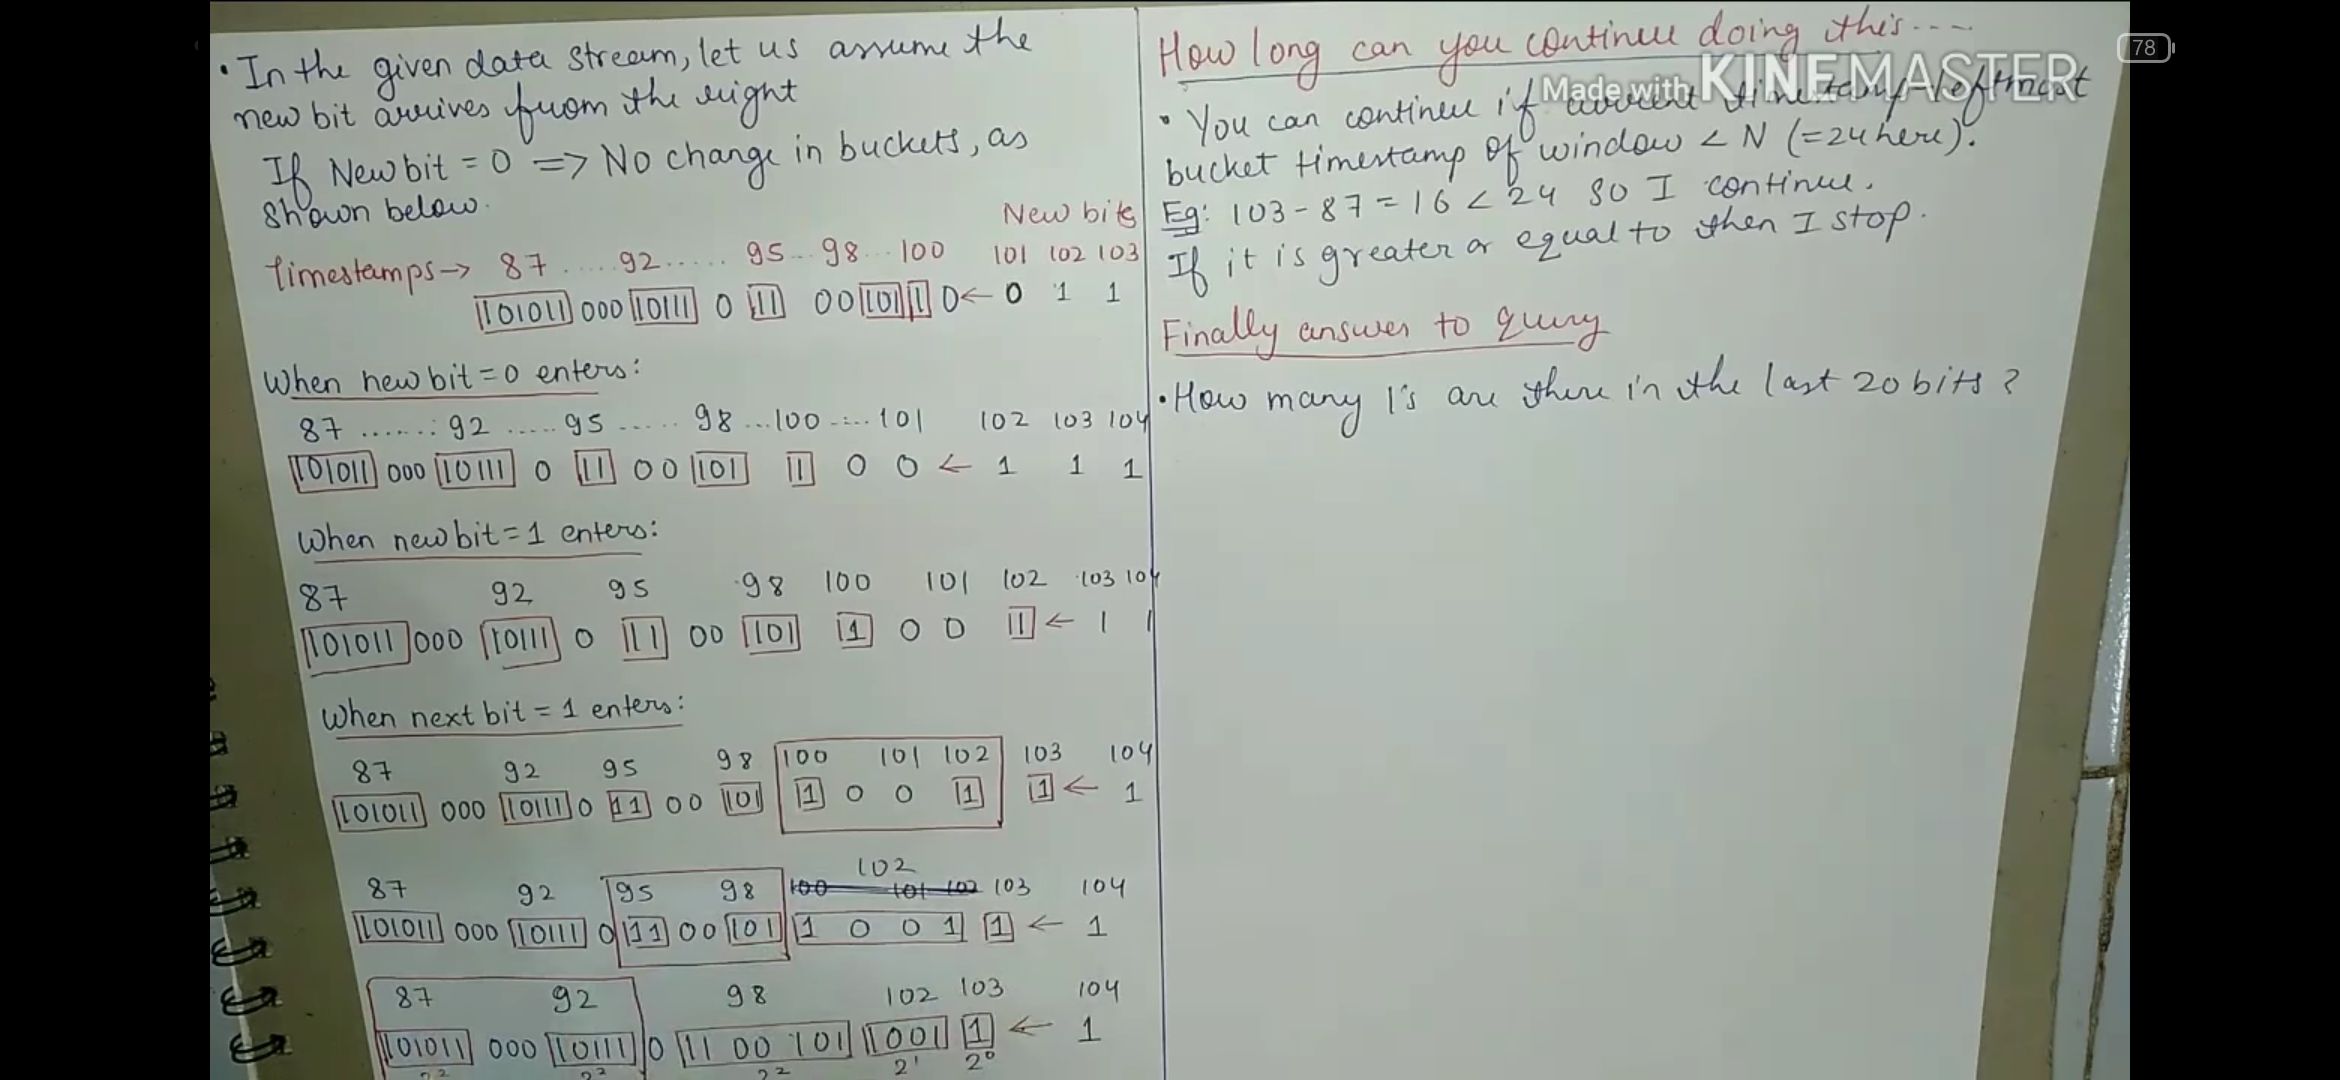 • In the given data stream, let us assume the
new bit arrives from the right
If New bit = 0 => No change in buckets, as
shown below.
New bits
timestamps -> 87 ..... 92 ...... 95 ... 98 ... 100 101 102 103
101011 000 10111 0 11 00 101 1 0 ← 0 1 1
When new bit = 0 enters:
87 ......: 92 ..... 95 ..... 98 ... 100 ..... 101 102 103 104
101011 000 10111 0 11 00 101 1 0 0 ← 1 1 1
When new bit = 1 enters:
87 92 95 98 100 101 102 103 104
101011 000 10111 0 11 00 101 1 0 0 1 ← 1 1
When next bit = 1 enters:
87 92 95 98 100 101 102 103 104
101011 000 10111 0 11 00 101 1 0 0 1 1 ← 1
102
87 92 95 98 100 101 102 103 104
101011 000 10111 0 11 00 101 1 0 0 1 1 ← 1
87 92 98 102 103 104
101011 000 10111 0 11 00 101 1001 1 ← 1
2² 2² 2² 2¹ 2⁰
How long can you continue doing this....
Made with KINEMASTER
78
• You can continue if current timestamp - leftmost
bucket timestamp of window < N (=24 here).
Eg: 103 - 87 = 16 < 24 so I continue.
If it is greater or equal to then I stop.
Finally answer to query
• How many 1's are there in the last 20 bits?